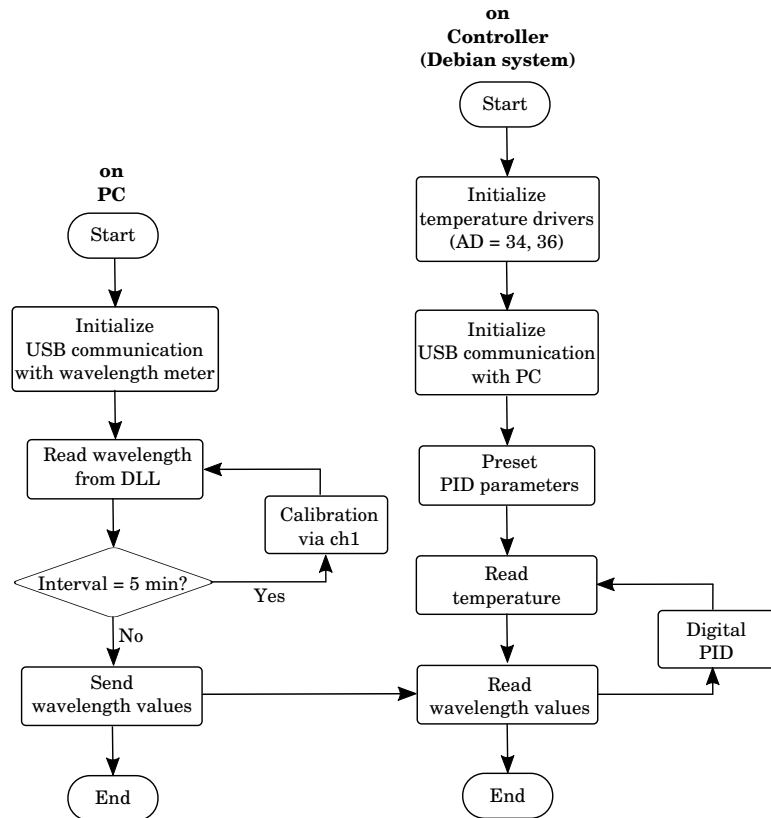 on
PC
Start
Initialize
USB communication
with wavelength meter
Read wavelength
from DLL
Calibration
via ch1
Interval = 5 min?
Yes
No
Send
wavelength values
End
on
Controller
(Debian system)
Start
Initialize
temperature drivers
(AD = 34, 36)
Initialize
USB communication
with PC
Preset
PID parameters
Read
temperature
Digital
PID
Read
wavelength values
End